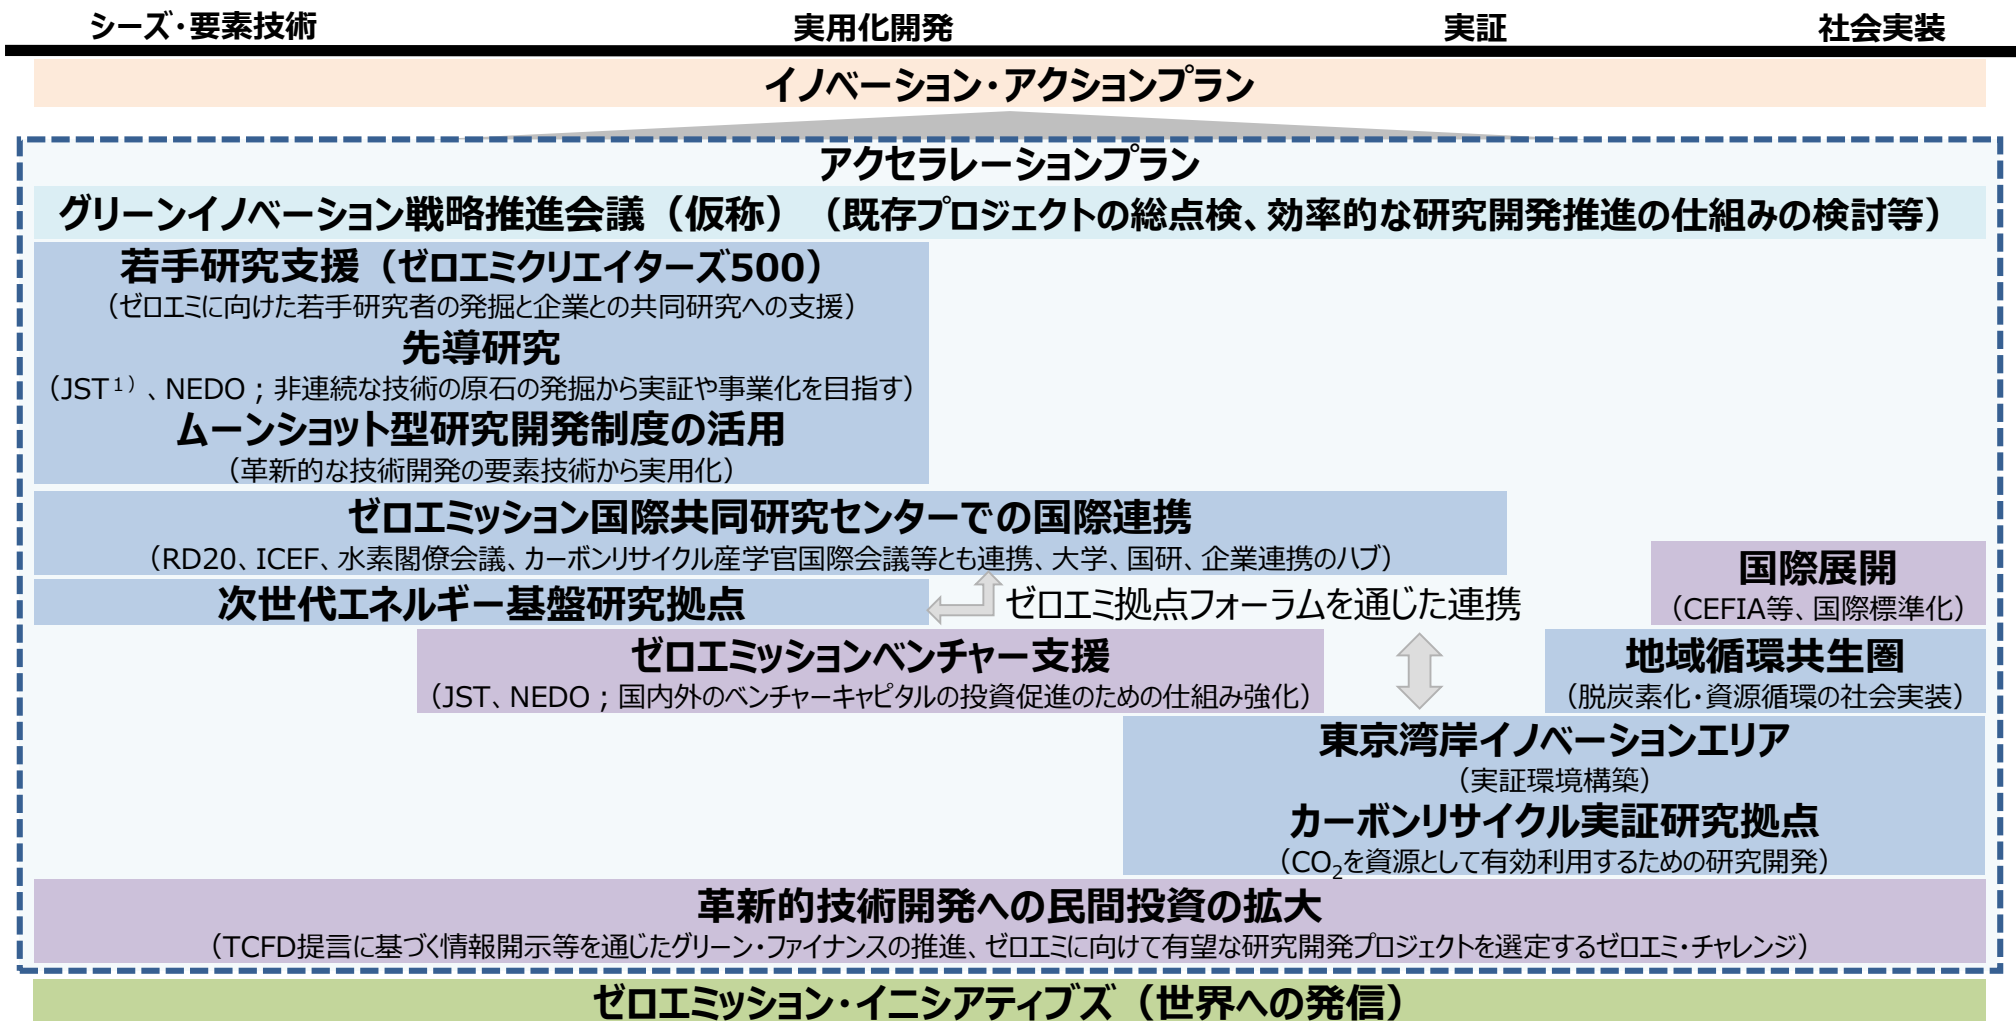 シーズ・要素技術 実用化開発 実証 社会実装
イノベーション・アクションプラン
アクセラレーションプラン
グリーンイノベーション戦略推進会議（仮称）（既存プロジェクトの総点検、効率的な研究開発推進の仕組みの検討等）
若手研究支援（ゼロエミクリエイターズ500）
（ゼロエミに向けた若手研究者の発掘と企業との共同研究への支援）
先導研究
（JST¹⁾、NEDO；非連続な技術の原石の発掘から実証や事業化を目指す）
ムーンショット型研究開発制度の活用
（革新的な技術開発の要素技術から実用化）
ゼロエミッション国際共同研究センターでの国際連携
（RD20、ICEF、水素閣僚会議、カーボンリサイクル産学官国際会議等とも連携、大学、国研、企業連携のハブ）
国際展開
（CEFIA等、国際標準化）
次世代エネルギー基盤研究拠点
ゼロエミ拠点フォーラムを通じた連携
ゼロエミッションベンチャー支援
（JST、NEDO；国内外のベンチャーキャピタルの投資促進のための仕組み強化）
地域循環共生圏
（脱炭素化・資源循環の社会実装）
東京湾岸イノベーションエリア
（実証環境構築）
カーボンリサイクル実証研究拠点
（CO₂を資源として有効利用するための研究開発）
革新的技術開発への民間投資の拡大
（TCFD提言に基づく情報開示等を通じたグリーン・ファイナンスの推進、ゼロエミに向けて有望な研究開発プロジェクトを選定するゼロエミ・チャレンジ）
ゼロエミッション・イニシアティブズ（世界への発信）